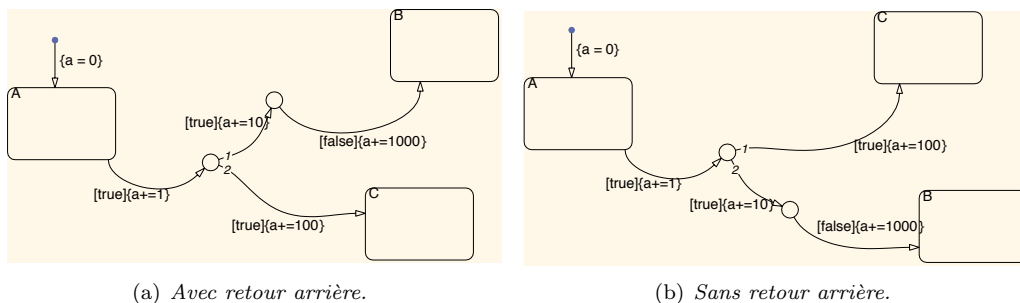 {a = 0}
A
B
[true]{a+=10}
1
2
[false]{a+=1000}
[true]{a+=1}
C
[true]{a+=100}
(a) Avec retour arrière.
{a = 0}
A
C
1
[true]{a+=100}
2
[true]{a+=1}
[true]{a+=10}
B
[false]{a+=1000}
(b) Sans retour arrière.